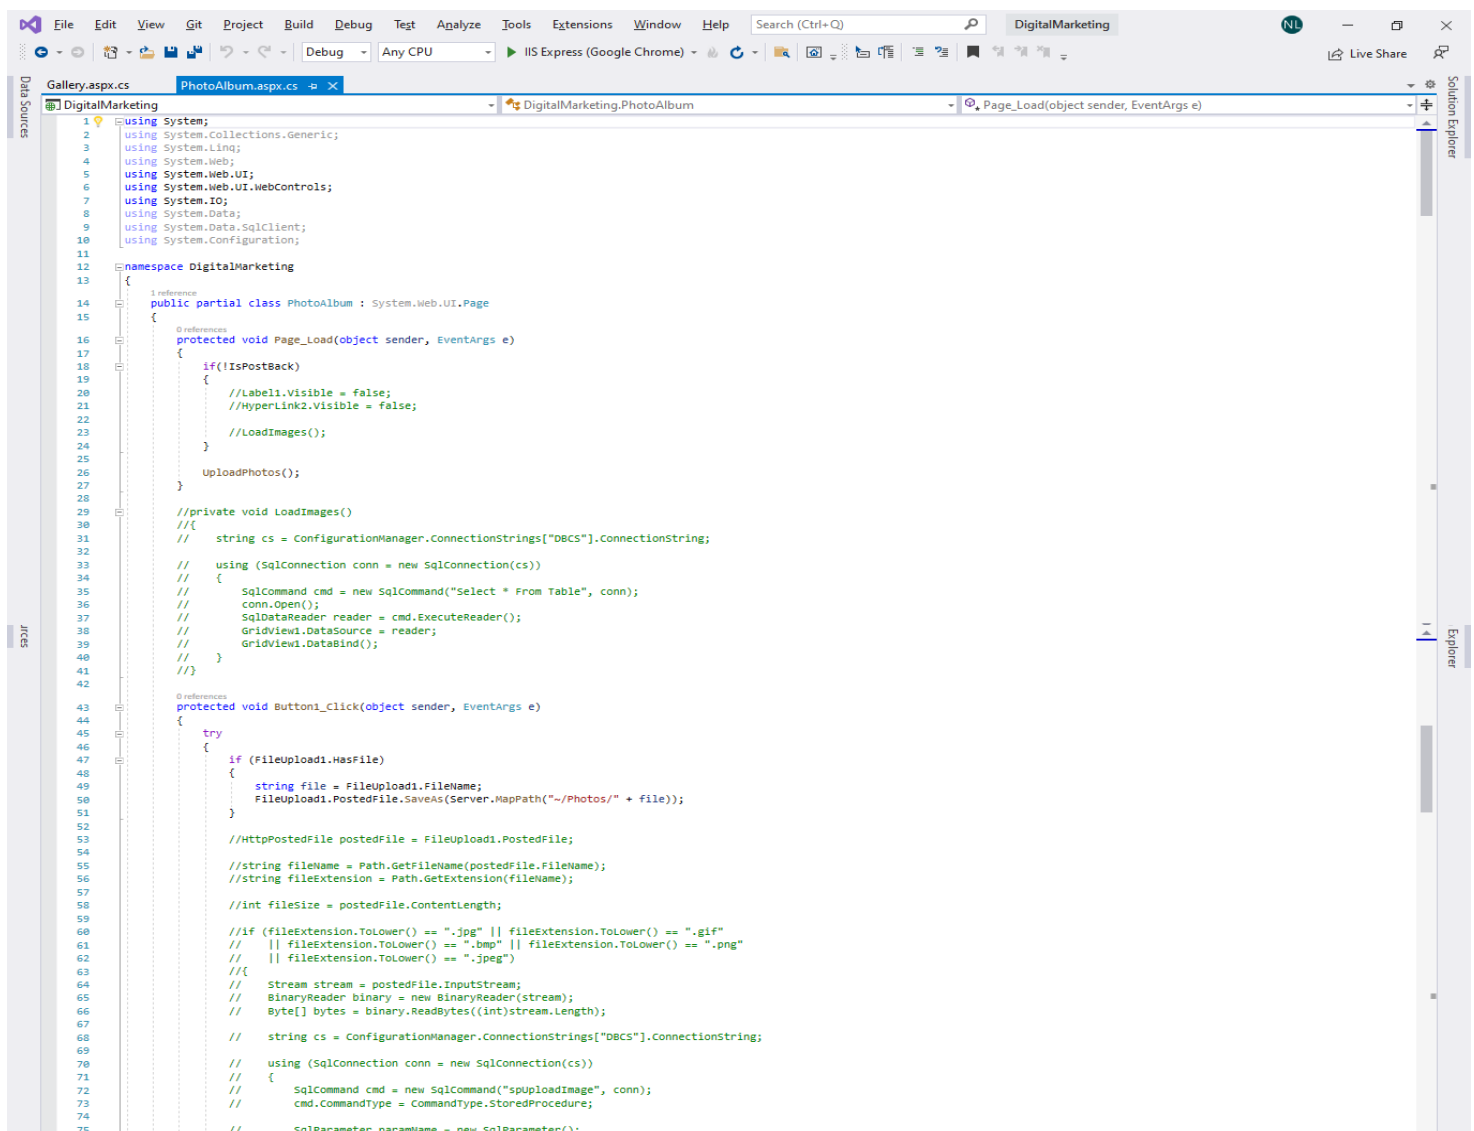 File Edit View Git Project Build Debug Test Analyze Tools Extensions Window Help Search (Ctrl+Q) DigitalMarketing NL
Debug Any CPU IIS Express (Google Chrome) Live Share
Data Sources
Solution Explorer
Gallery.aspx.cs PhotoAlbum.aspx.cs
DigitalMarketing DigitalMarketing.PhotoAlbum Page_Load(object sender, EventArgs e)
1 using System;
2 using System.Collections.Generic;
3 using System.Linq;
4 using System.Web;
5 using System.Web.UI;
6 using System.Web.UI.WebControls;
7 using System.IO;
8 using System.Data;
9 using System.Data.SqlClient;
10 using System.Configuration;
11
12 namespace DigitalMarketing
13 {
1 reference
14 public partial class PhotoAlbum : System.Web.UI.Page
15 {
0 references
16 protected void Page_Load(object sender, EventArgs e)
17 {
18 if(!IsPostBack)
19 {
20 //Label1.Visible = false;
21 //HyperLink2.Visible = false;
22
23 //LoadImages();
24 }
25
26 UploadPhotos();
27 }
28
29 //private void LoadImages()
30 //{
31 // string cs = ConfigurationManager.ConnectionStrings["DBCS"].ConnectionString;
32
33 // using (SqlConnection conn = new SqlConnection(cs))
34 // {
35 // SqlCommand cmd = new SqlCommand("Select * From Table", conn);
36 // conn.Open();
37 // SqlDataReader reader = cmd.ExecuteReader();
38 // GridView1.DataSource = reader;
39 // GridView1.DataBind();
40 // }
41 //}
42
0 references
43 protected void Button1_Click(object sender, EventArgs e)
44 {
45 try
46 {
47 if (FileUpload1.HasFile)
48 {
49 string file = FileUpload1.FileName;
50 FileUpload1.PostedFile.SaveAs(Server.MapPath("~/Photos/" + file));
51 }
52
53 //HttpPostedFile postedFile = FileUpload1.PostedFile;
54
55 //string fileName = Path.GetFileName(postedFile.FileName);
56 //string fileExtension = Path.GetExtension(fileName);
57
58 //int fileSize = postedFile.ContentLength;
59
60 //if (fileExtension.ToLower() == ".jpg" || fileExtension.ToLower() == ".gif"
61 // || fileExtension.ToLower() == ".bmp" || fileExtension.ToLower() == ".png"
62 // || fileExtension.ToLower() == ".jpeg")
63 //{
64 // Stream stream = postedFile.InputStream;
65 // BinaryReader binary = new BinaryReader(stream);
66 // Byte[] bytes = binary.ReadBytes((int)stream.Length);
67
68 // string cs = ConfigurationManager.ConnectionStrings["DBCS"].ConnectionString;
69
70 // using (SqlConnection conn = new SqlConnection(cs))
71 // {
72 // SqlCommand cmd = new SqlCommand("spUploadImage", conn);
73 // cmd.CommandType = CommandType.StoredProcedure;
74
75 // SqlParameter paramName = new SqlParameter();
urces
Explorer